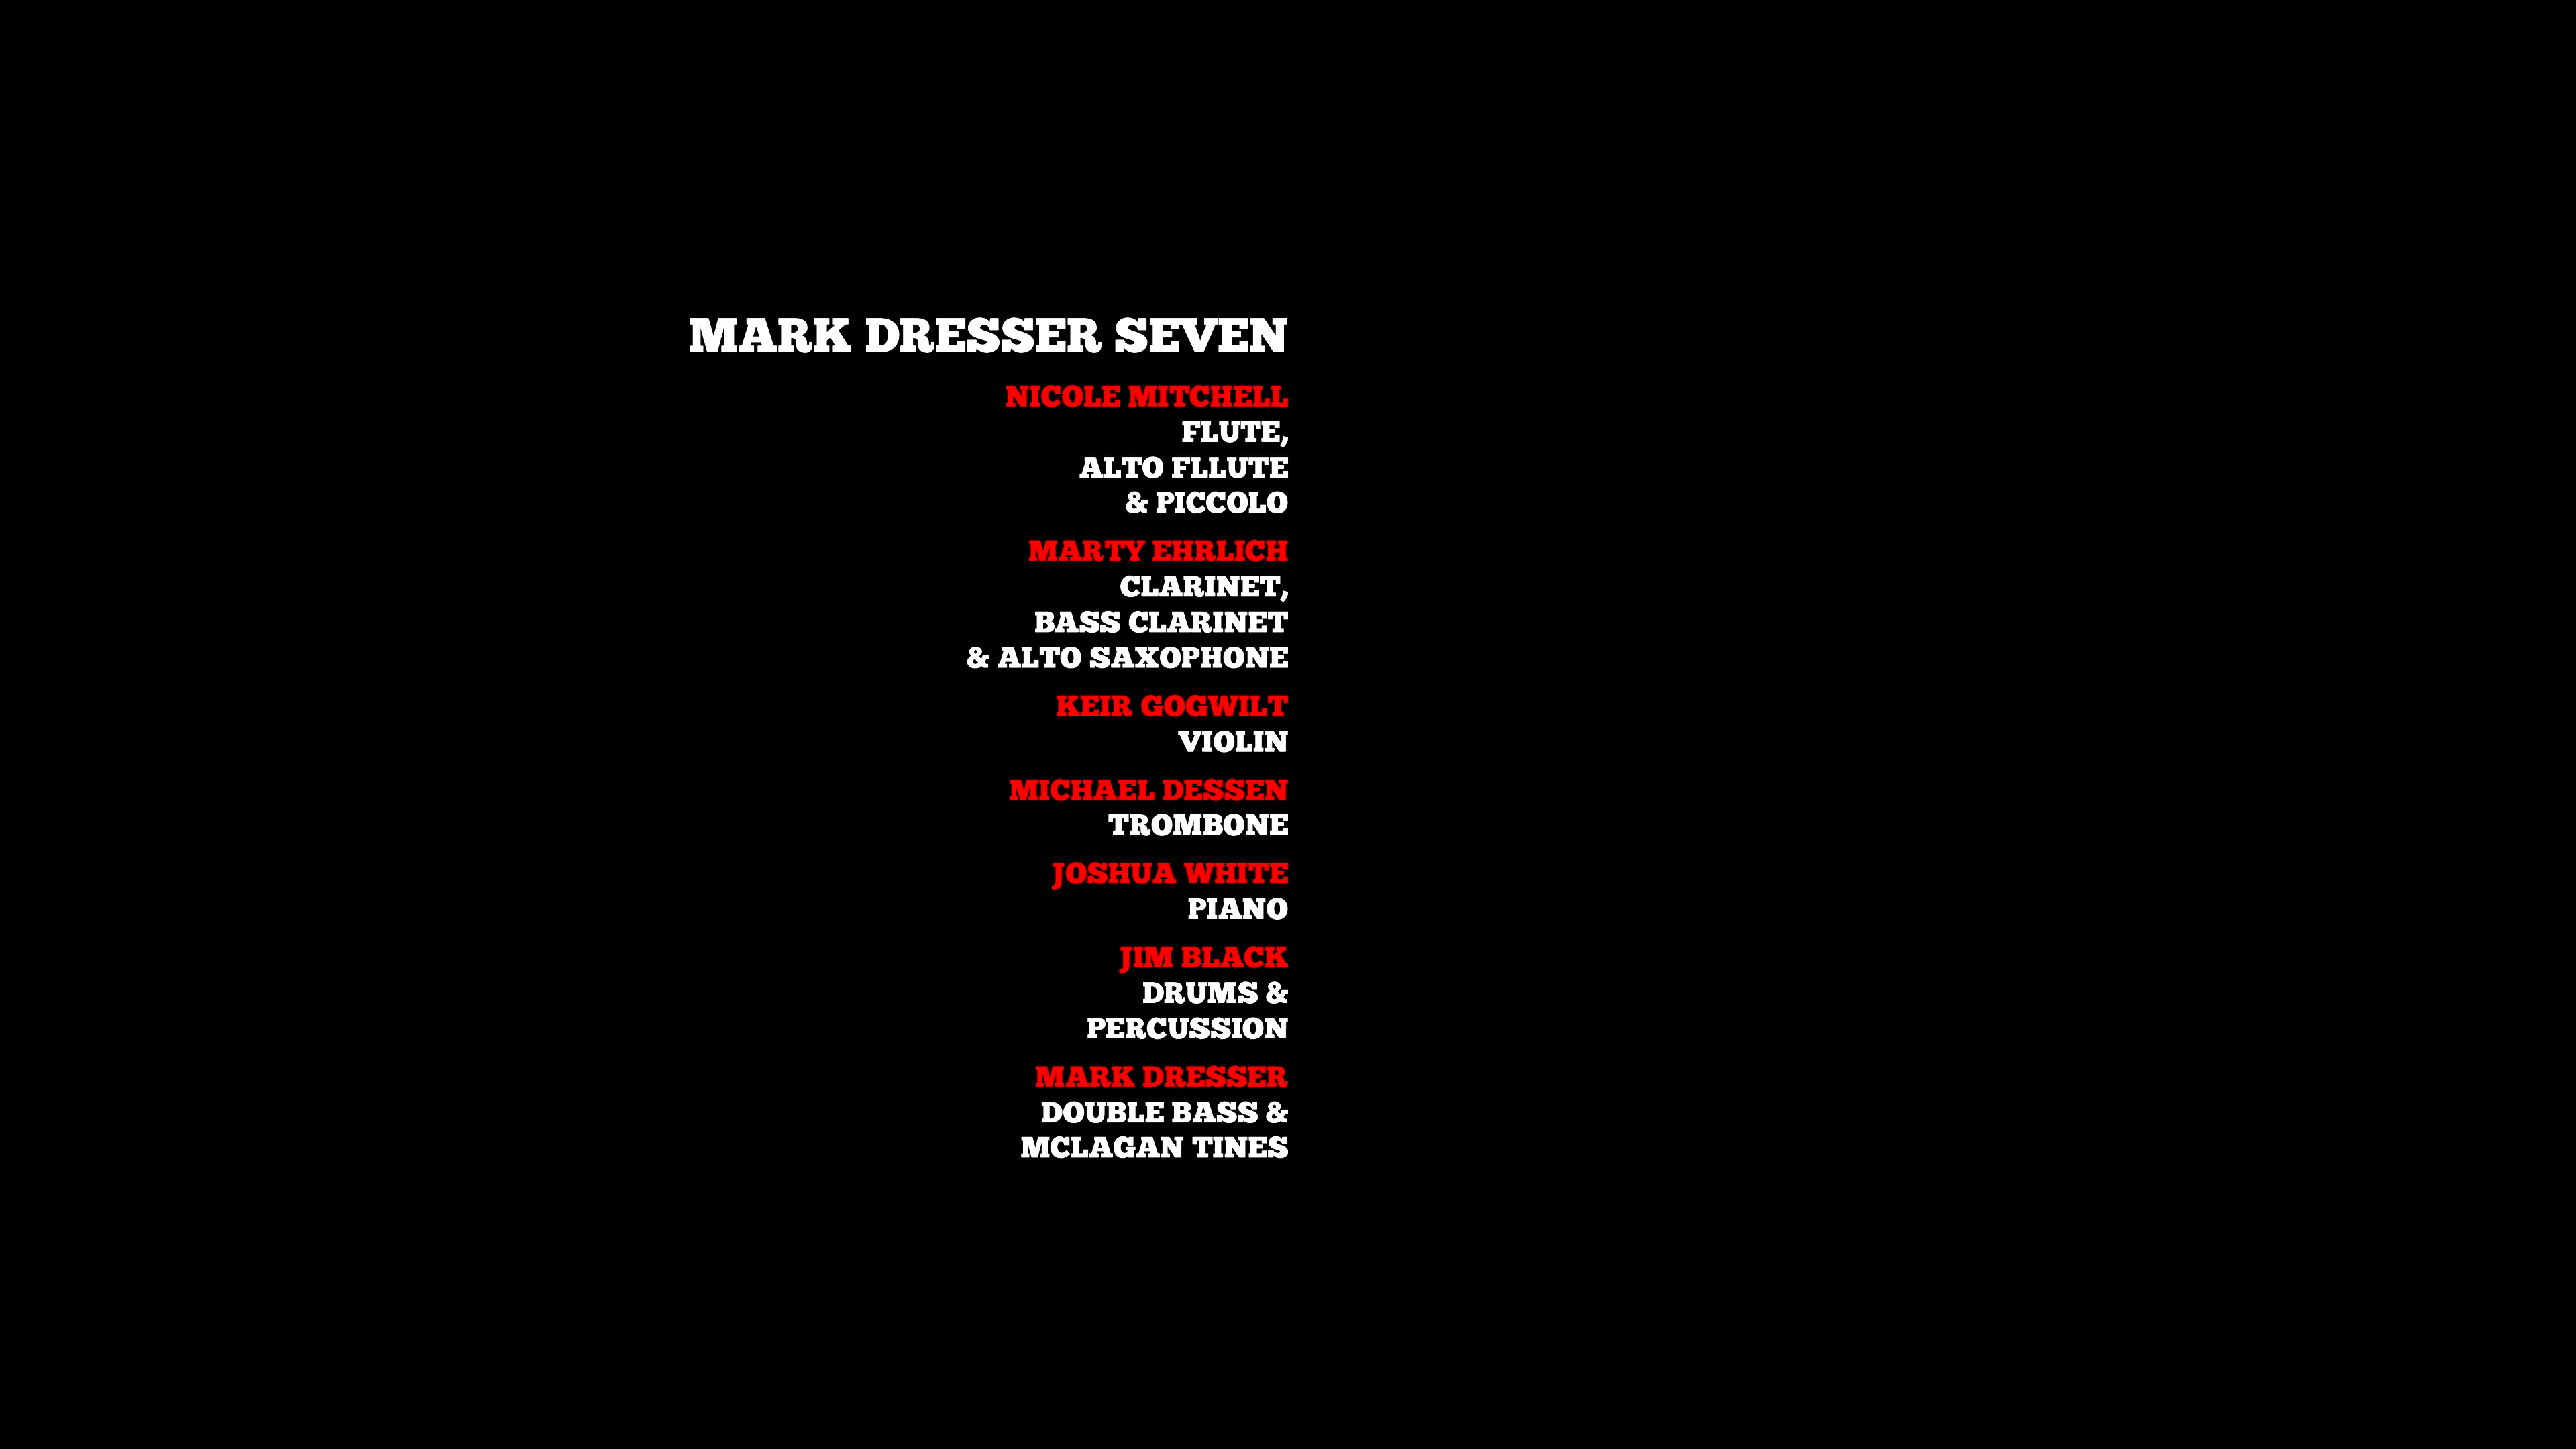 MARK DRESSER SEVEN
NICOLE MITCHELL
FLUTE,
ALTO FLLUTE
& PICCOLO
MARTY EHRLICH
CLARINET,
BASS CLARINET
& ALTO SAXOPHONE
KEIR GOGWILT
VIOLIN
MICHAEL DESSEN
TROMBONE
JOSHUA WHITE
PIANO
JIM BLACK
DRUMS &
PERCUSSION
MARK DRESSER
DOUBLE BASS &
MCLAGAN TINES